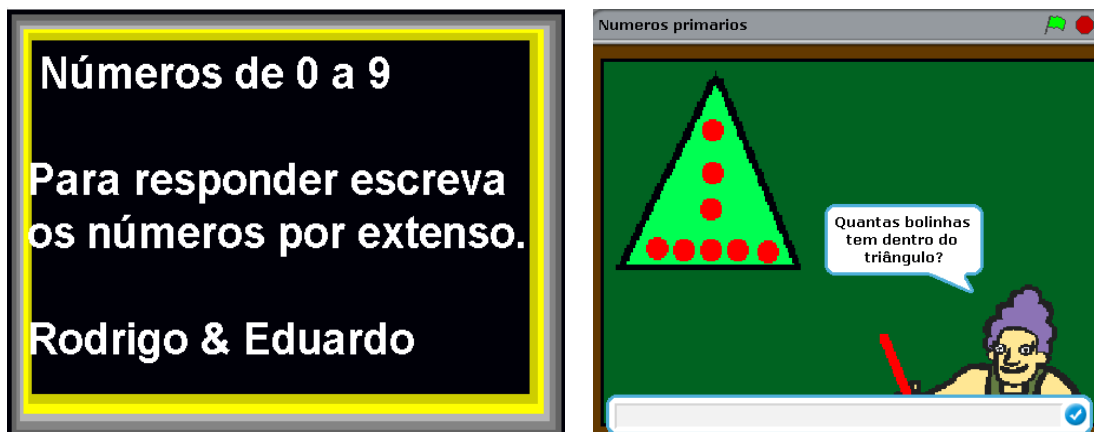 Números de 0 a 9
Para responder escreva
os números por extenso.
Rodrigo & Eduardo
Numeros primarios
Quantas bolinhas
tem dentro do
triângulo?